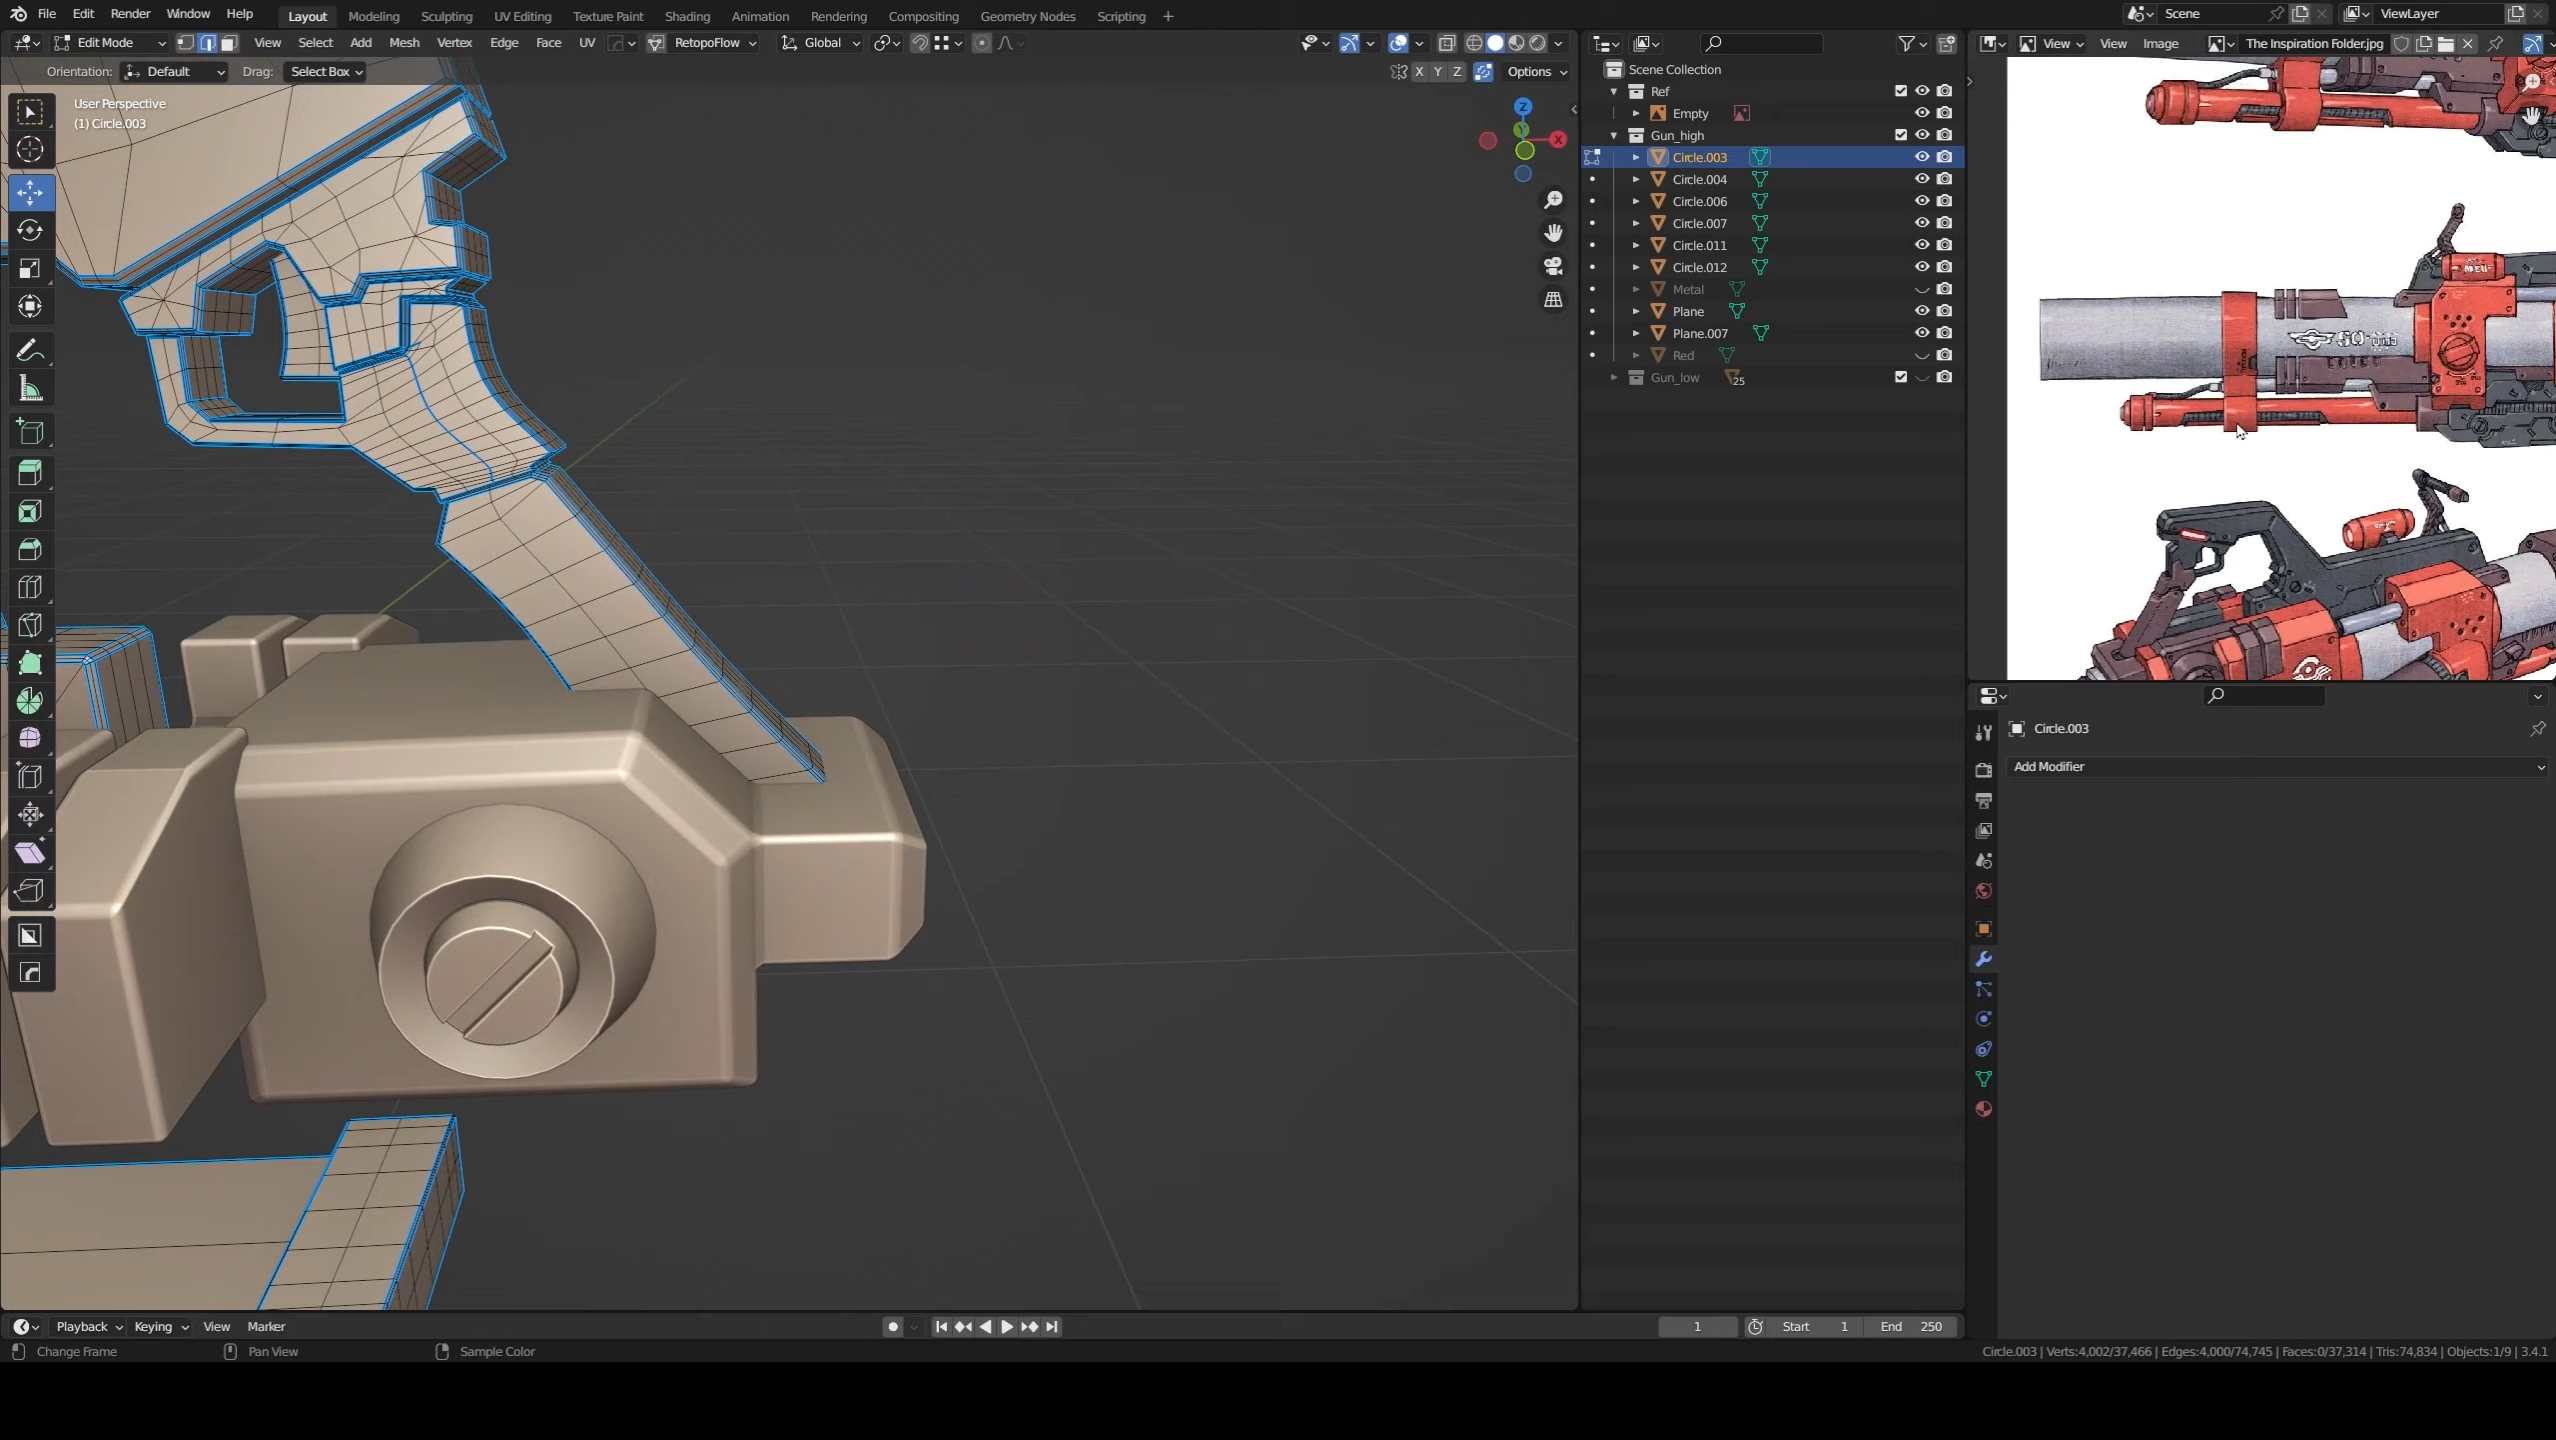 File Edit Render Window Help Layout Modeling Sculpting UV Editing Texture Paint Shading Animation Rendering Compositing Geometry Nodes Scripting + Scene ViewLayer
Edit Mode View Select Add Mesh Vertex Edge Face UV RetopoFlow Global View View Image The Inspiration Folder.jpg
Orientation: Default Drag: Select Box X Y Z Options
User Perspective
(1) Circle.003
Z
X
Scene Collection
Ref
Empty
Gun_high
Circle.003
Circle.004
Circle.006
Circle.007
Circle.011
Circle.012
Metal
Plane
Plane.007
Red
Gun_low 25
Circle.003
Add Modifier
Playback Keying View Marker 1 Start 1 End 250
Change Frame Pan View Sample Color Circle.003 | Verts:4,002/37,466 | Edges:4,000/74,745 | Faces:0/37,314 | Tris:74,834 | Objects:1/9 | 3.4.1